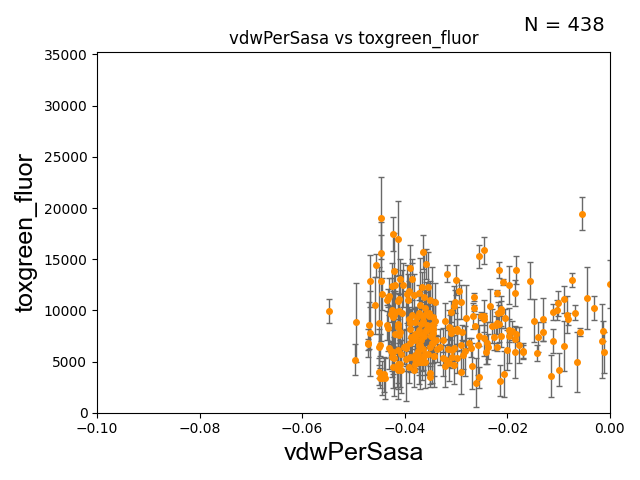 N = 438
vdwPerSasa vs toxgreen_fluor
35000
30000
25000
20000
15000
10000
5000
0
toxgreen_fluor
−0.10 −0.08 −0.06 −0.04 −0.02 0.00
vdwPerSasa